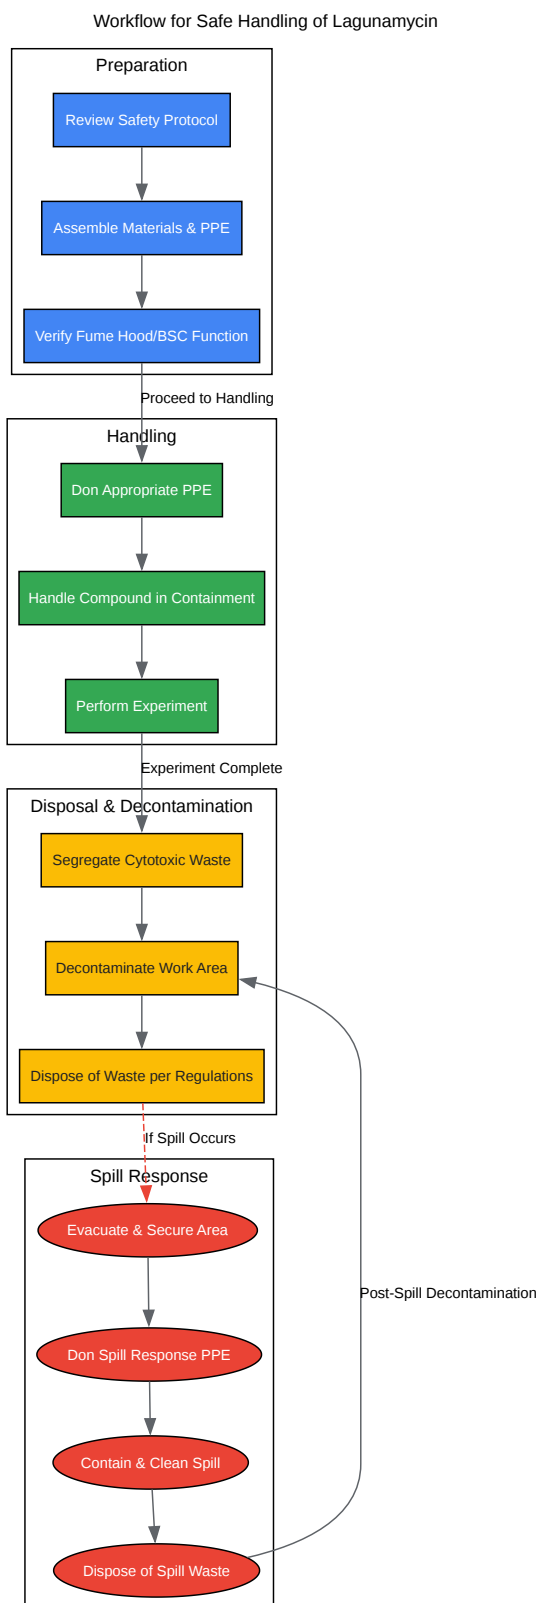 Workflow for Safe Handling of Lagunamycin
Preparation
Review Safety Protocol
Assemble Materials & PPE
Verify Fume Hood/BSC Function
Proceed to Handling
Handling
Don Appropriate PPE
Handle Compound in Containment
Perform Experiment
Experiment Complete
Disposal & Decontamination
Segregate Cytotoxic Waste
Decontaminate Work Area
Dispose of Waste per Regulations
If Spill Occurs
Spill Response
Evacuate & Secure Area
Don Spill Response PPE
Post-Spill Decontamination
Contain & Clean Spill
Dispose of Spill Waste